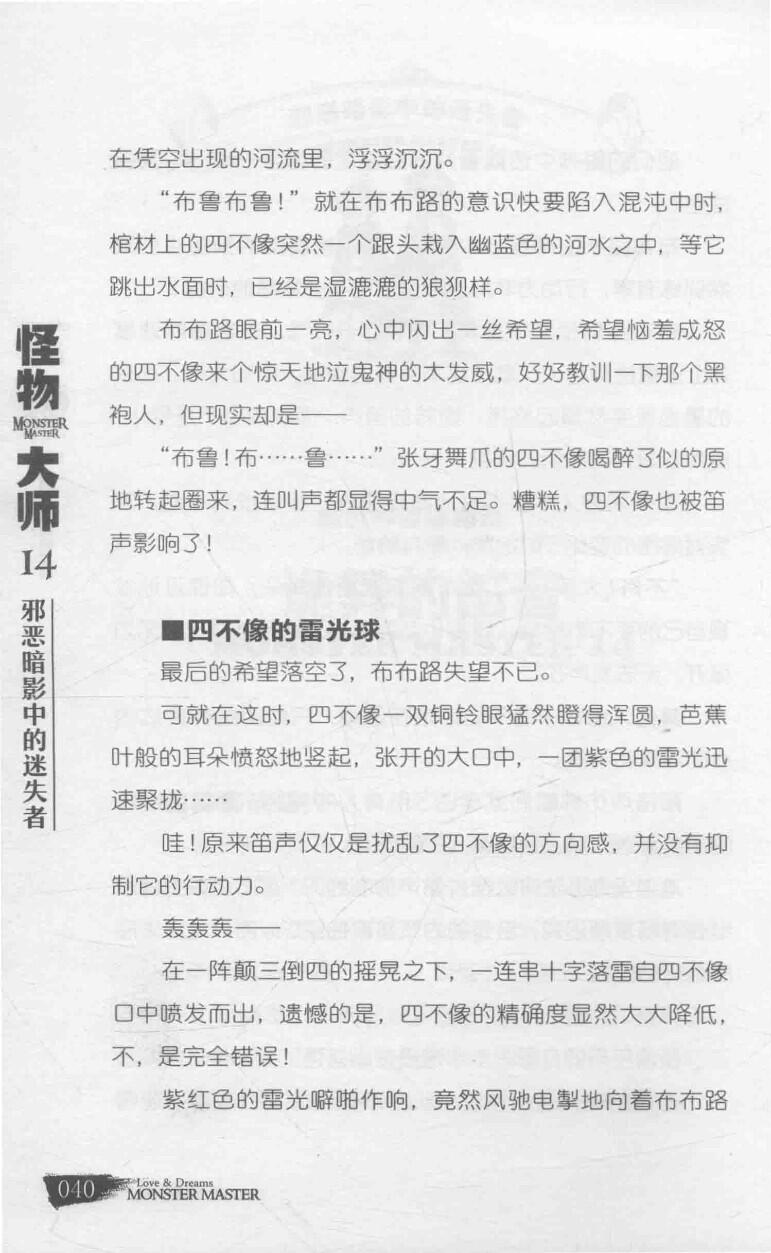 在凭空出现的河流里，浮浮沉沉。
“布鲁布鲁！”就在布布路的意识快要陷入混沌中时，
棺材上的四不像突然一个跟头栽入幽蓝色的河水之中，等它
跳出水面时，已经是湿漉漉的狼狈样。
布布路眼前一亮，心中闪出一丝希望，希望恼羞成怒
的四不像来个惊天地泣鬼神的大发威，好好教训一下那个黑
袍人，但现实却是——
“布鲁！布……鲁……”张牙舞爪的四不像喝醉了似的原
地转起圈来，连叫声都显得中气不足。糟糕，四不像也被笛
声影响了！
■四不像的雷光球
最后的希望落空了，布布路失望不已。
可就在这时，四不像一双铜铃眼猛然瞪得浑圆，芭蕉
叶般的耳朵愤怒地竖起，张开的大口中，一团紫色的雷光迅
速聚拢……
哇！原来笛声仅仅是扰乱了四不像的方向感，并没有抑
制它的行动力。
轰轰轰——
在一阵颠三倒四的摇晃之下，一连串十字落雷自四不像
口中喷发而出，遗憾的是，四不像的精确度显然大大降低，
不，是完全错误！
紫红色的雷光噼啪作响，竟然风驰电掣地向着布布路
怪物
MONSTER
MASTER
大师
14
邪恶暗影中的迷失者
040
Love & Dreams
MONSTER MASTER